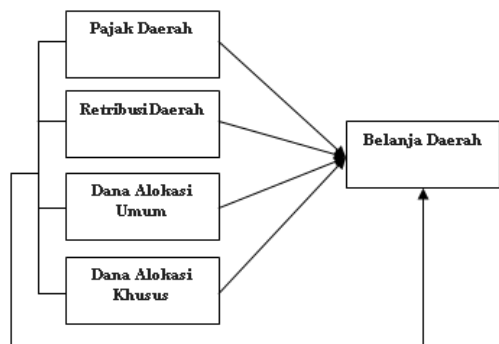 Pajak Daerah
RetribusiDaerah
Belanja Daerah
Dana Alokasi
Umum
Dana Alokasi
Khusus